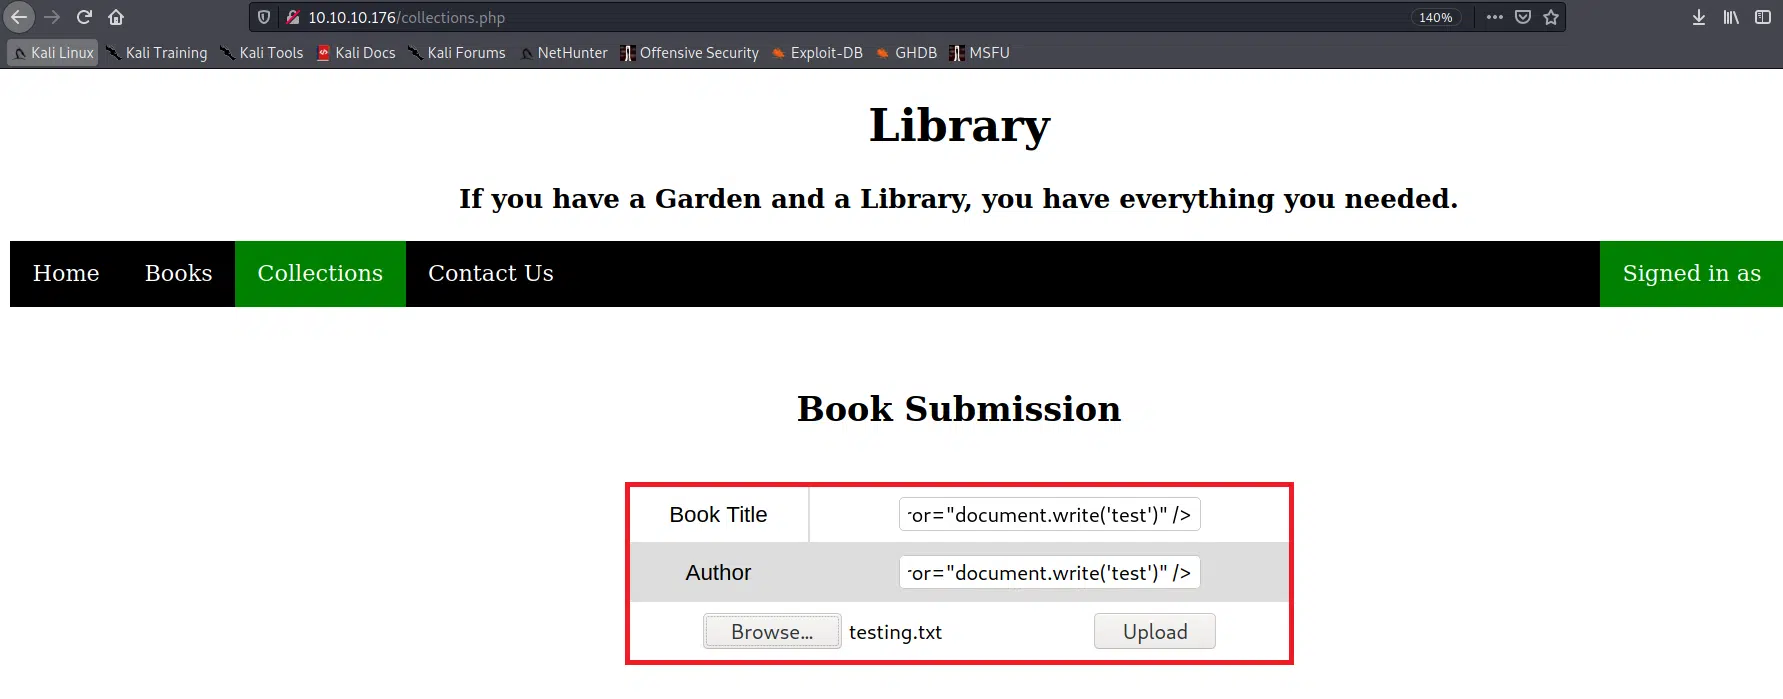 10.10.10.176/collections.php 140%
Kali Linux Kali Training Kali Tools Kali Docs Kali Forums NetHunter Offensive Security Exploit-DB GHDB MSFU
Library
If you have a Garden and a Library, you have everything you needed.
Home Books Collections Contact Us Signed in as
Book Submission
Book Title ror="document.write('test')" />
Author ror="document.write('test')" />
Browse... testing.txt Upload